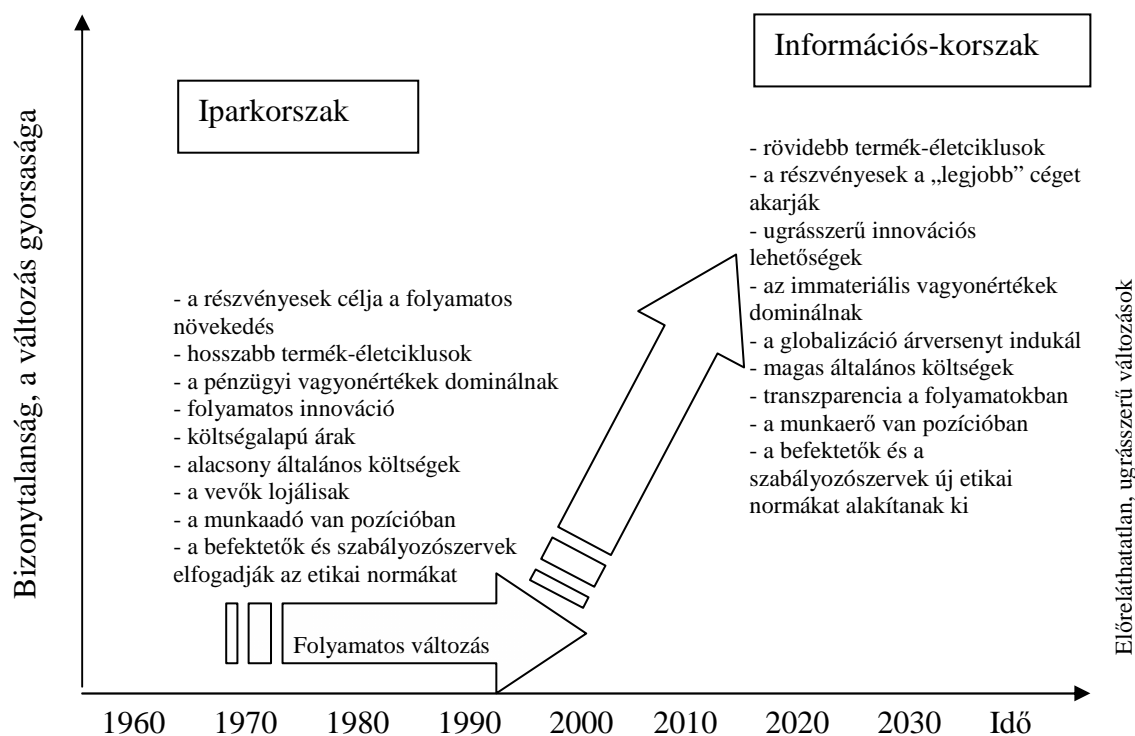 Információs-korszak
Iparkorszak
Bizonytalanság, a változás gyorsasága
- a részvényesek célja a folyamatos
növekedés
- hosszabb termék-életciklusok
- a pénzügyi vagyonértékek dominálnak
- folyamatos innováció
- költségalapú árak
- alacsony általános költségek
- a vevők lojálisak
- a munkaadó van pozícióban
- a befektetők és szabályozószervek
elfogadják az etikai normákat
- rövidebb termék-életciklusok
- a részvényesek a „legjobb” céget
akarják
- ugrásszerű innovációs
lehetőségek
- az immateriális vagyonértékek
dominálnak
- a globalizáció árversenyt indukál
- magas általános költségek
- transzparencia a folyamatokban
- a munkaerő van pozícióban
- a befektetők és a
szabályozószervek új etikai
normákat alakítanak ki
Előreláthatatlan, ugrásszerű változások
Folyamatos változás
1960 1970 1980 1990 2000 2010 2020 2030 Idő